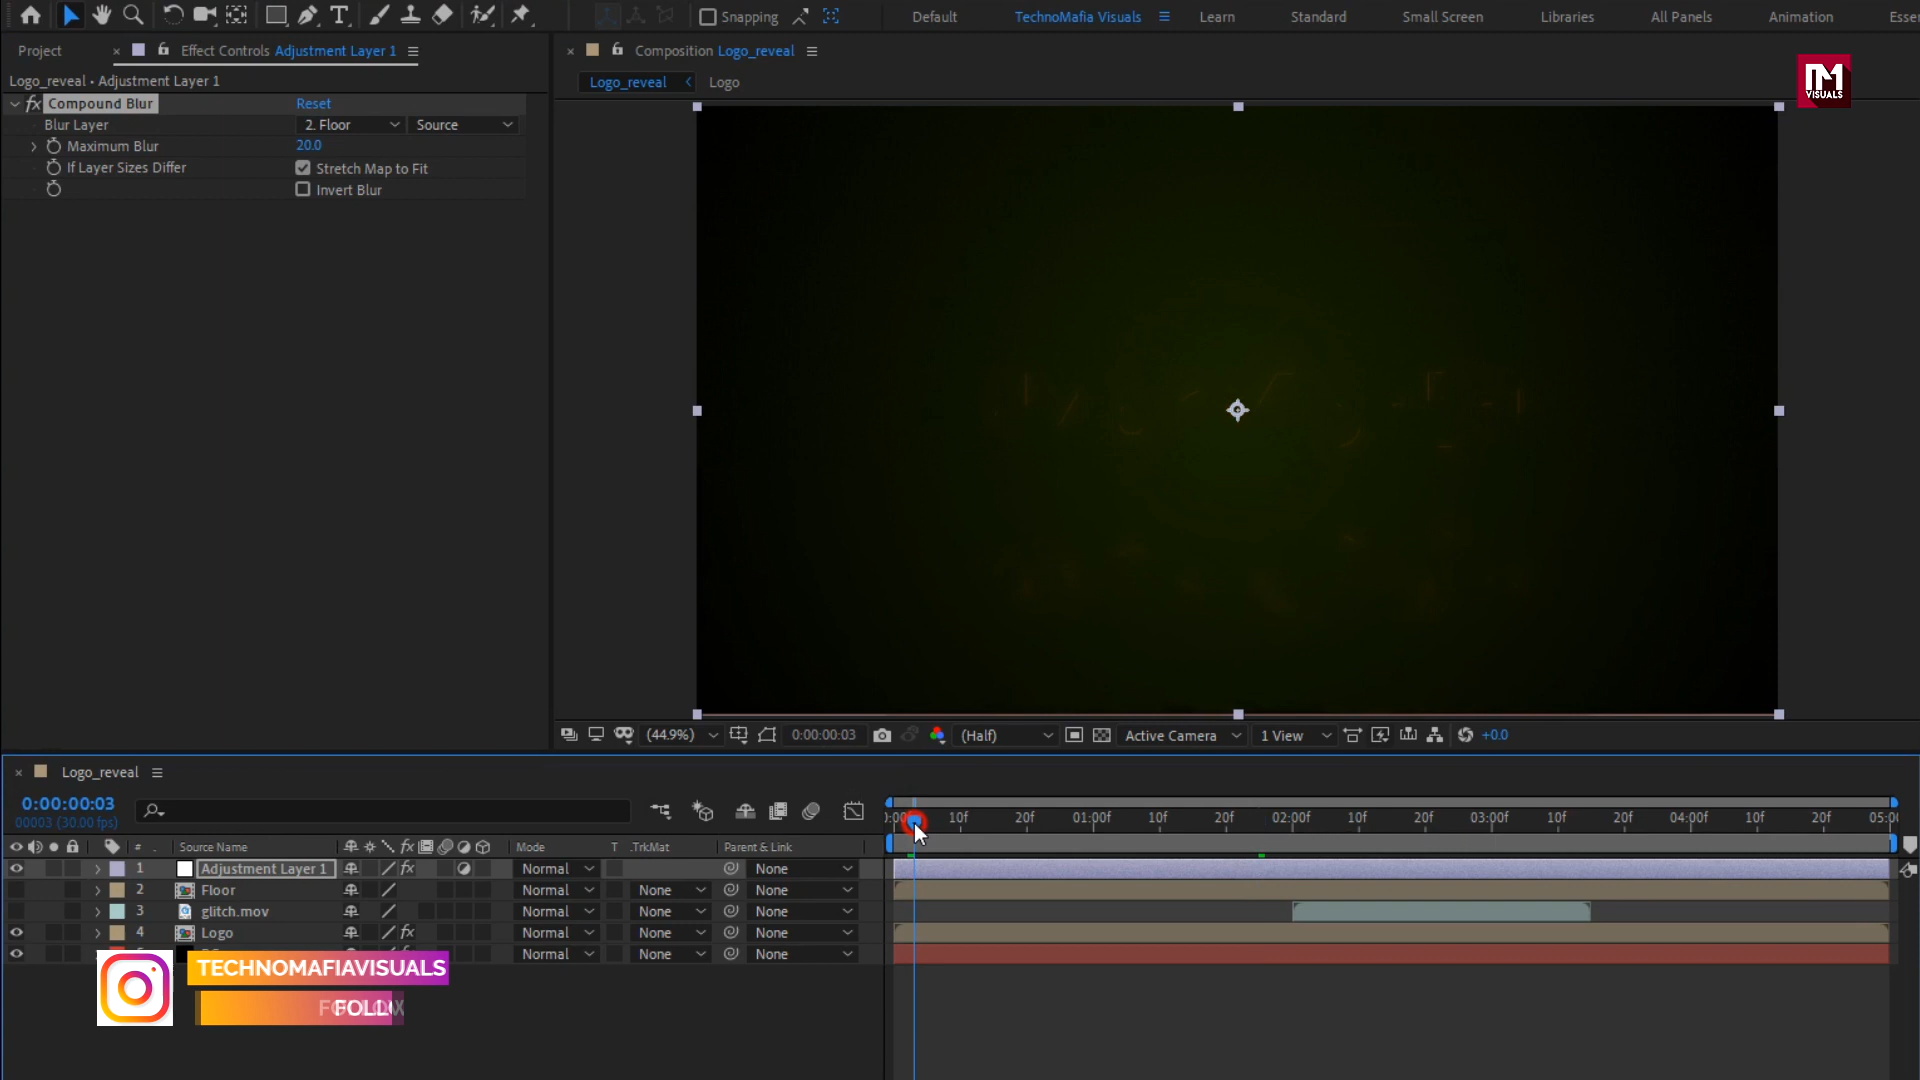 Snapping
Default
TechnoMafia Visuals
Learn
Standard
Small Screen
Libraries
All Panels
Animation
Project
Effect Controls Adjustment Layer 1
Composition Logo_reveal
Logo_reveal • Adjustment Layer 1
Logo_reveal
Logo
VISUALS
fx Compound Blur
Reset
Blur Layer
2. Floor
Source
Maximum Blur
20.0
If Layer Sizes Differ
Stretch Map to Fit
Invert Blur
(44.9%)
0:00:00:03
(Half)
Active Camera
1 View
+0.0
Logo_reveal
0:00:00:03
00003 (30.00 fps)
10f
20f
01:00f
10f
20f
02:00f
10f
20f
03:00f
10f
20f
04:00f
10f
20f
#
Source Name
fx
Mode
T
.TrkMat
Parent & Link
1
Adjustment Layer 1
fx
Normal
None
2
Floor
Normal
None
None
3
glitch.mov
Normal
None
None
4
Logo
fx
Normal
None
None
Normal
None
None
TECHNOMAFIAVISUALS